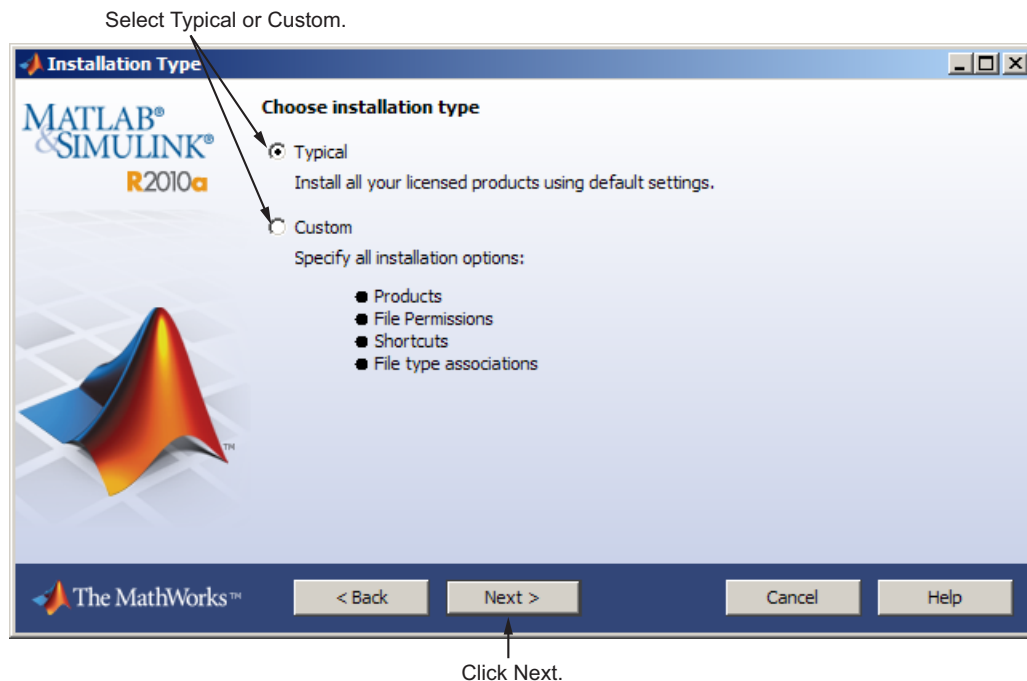 Select Typical or Custom.
Installation Type
MATLAB®
&SIMULINK®
R2010a
Choose installation type
Typical
Install all your licensed products using default settings.
Custom
Specify all installation options:
● Products
● File Permissions
● Shortcuts
● File type associations
TM
The MathWorks™
< Back
Next >
Cancel
Help
Click Next.